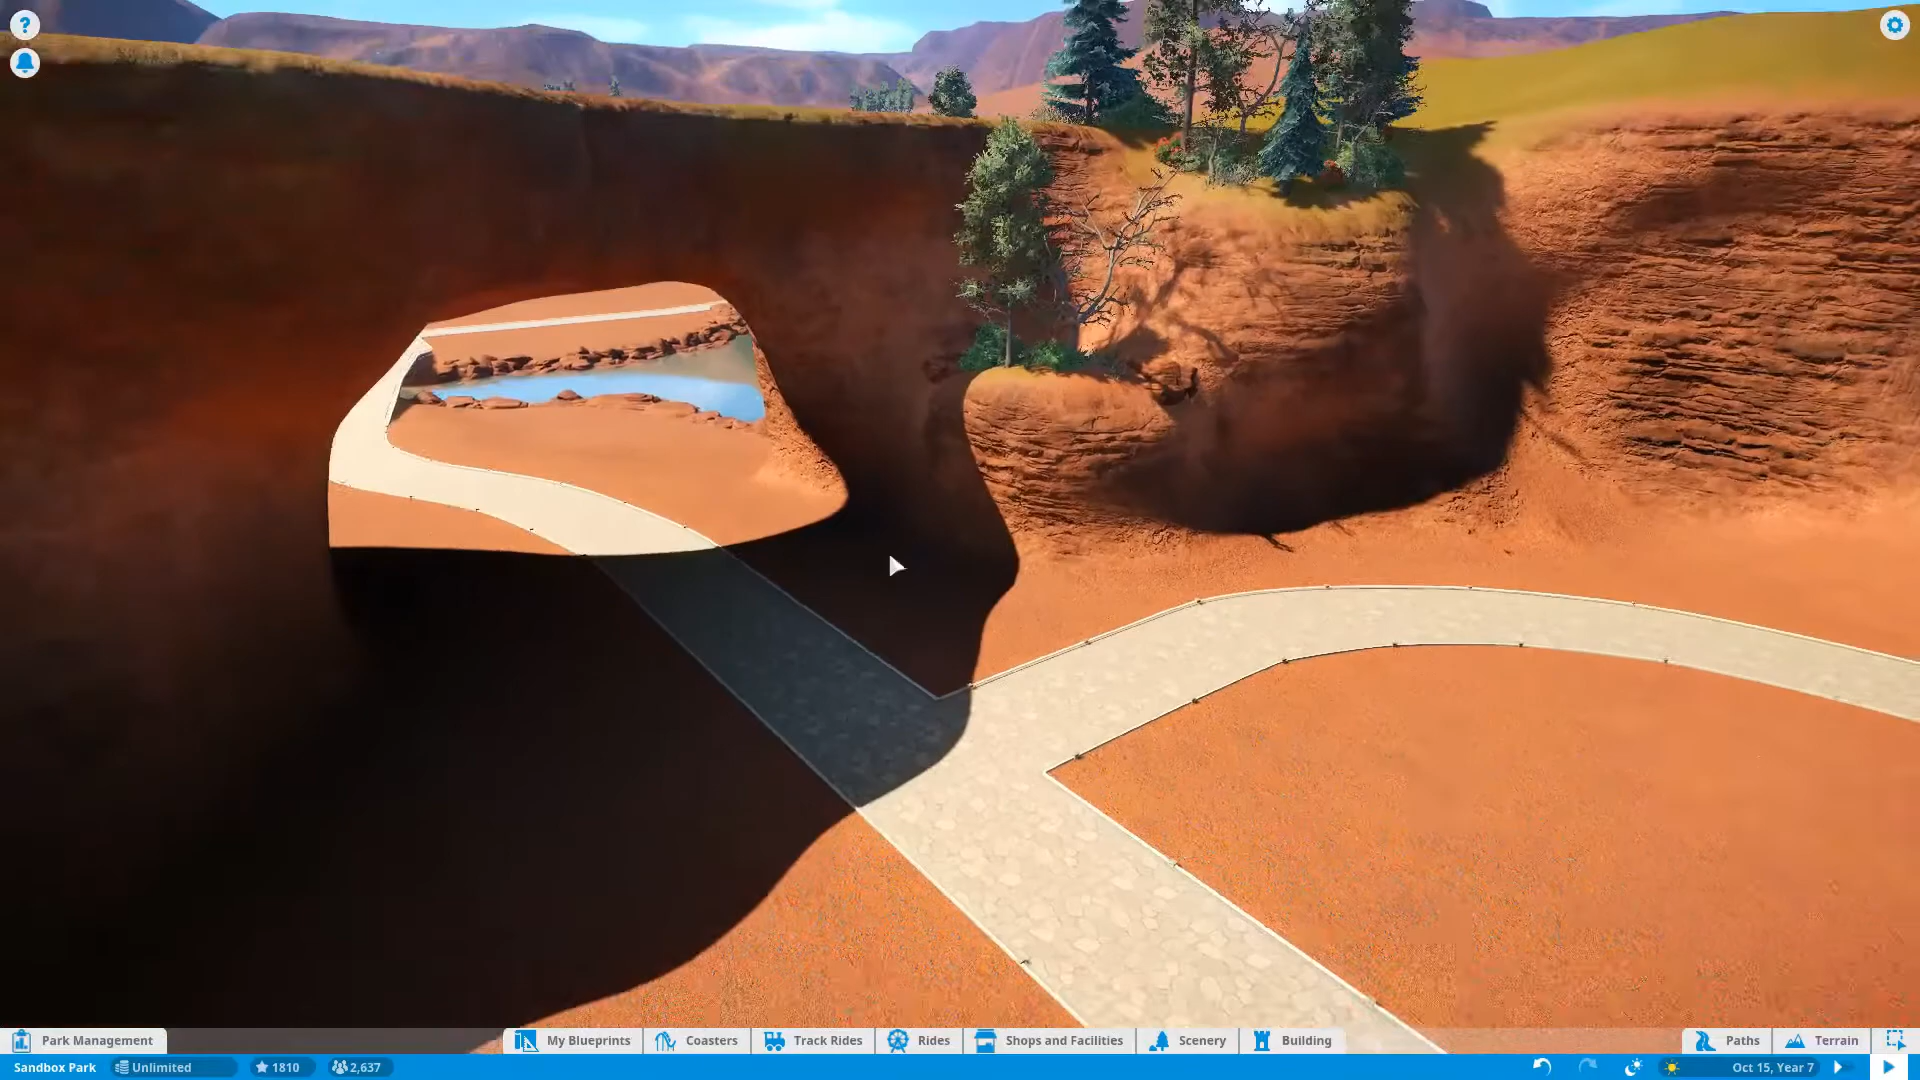 ?
Park Management
My Blueprints
Coasters
Track Rides
Rides
Shops and Facilities
Scenery
Building
Paths
Terrain
Sandbox Park
Unlimited
1810
2,637
Oct 15, Year 7